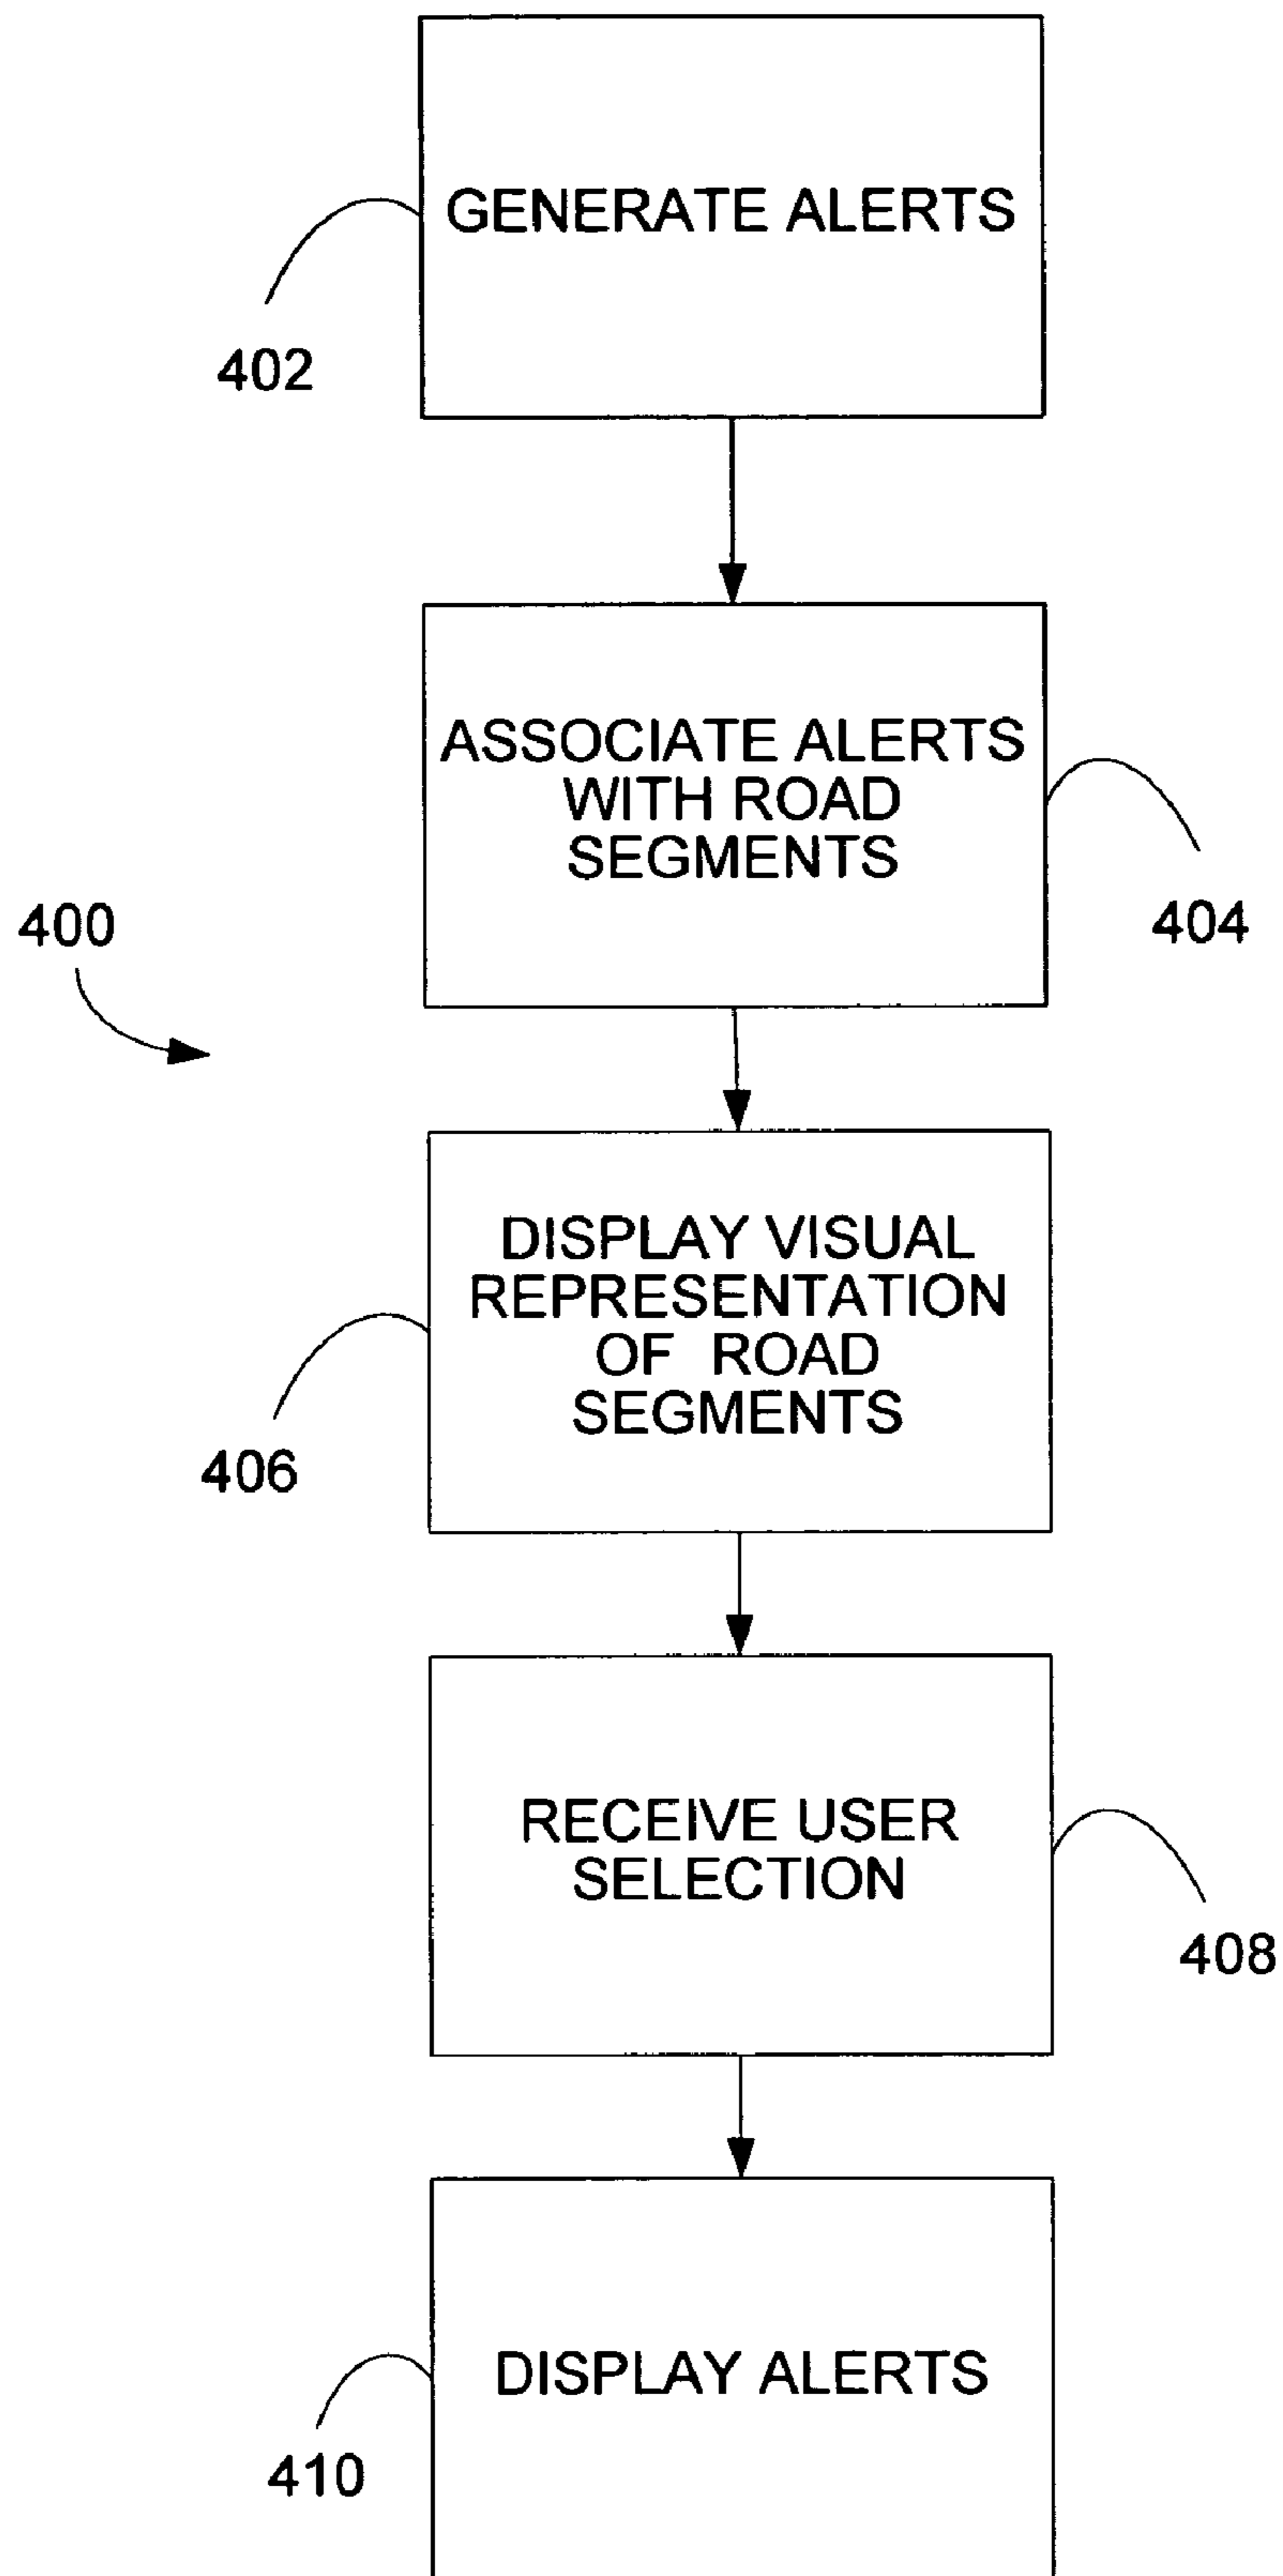 GENERATE ALERTS
402
ASSOCIATE ALERTS
WITH ROAD
SEGMENTS
404
400
DISPLAY VISUAL
REPRESENTATION
OF ROAD
SEGMENTS
406
RECEIVE USER
SELECTION
408
DISPLAY ALERTS
410